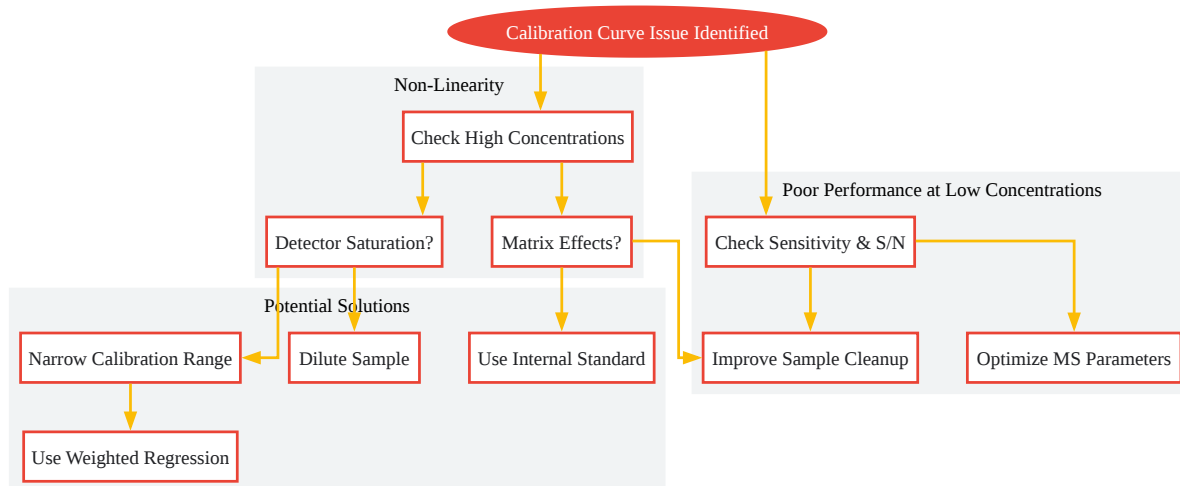 Calibration Curve Issue Identified
Non-Linearity
Check High Concentrations
Poor Performance at Low Concentrations
Detector Saturation?
Matrix Effects?
Check Sensitivity & S/N
Potential Solutions
Narrow Calibration Range
Dilute Sample
Use Internal Standard
Improve Sample Cleanup
Optimize MS Parameters
Use Weighted Regression